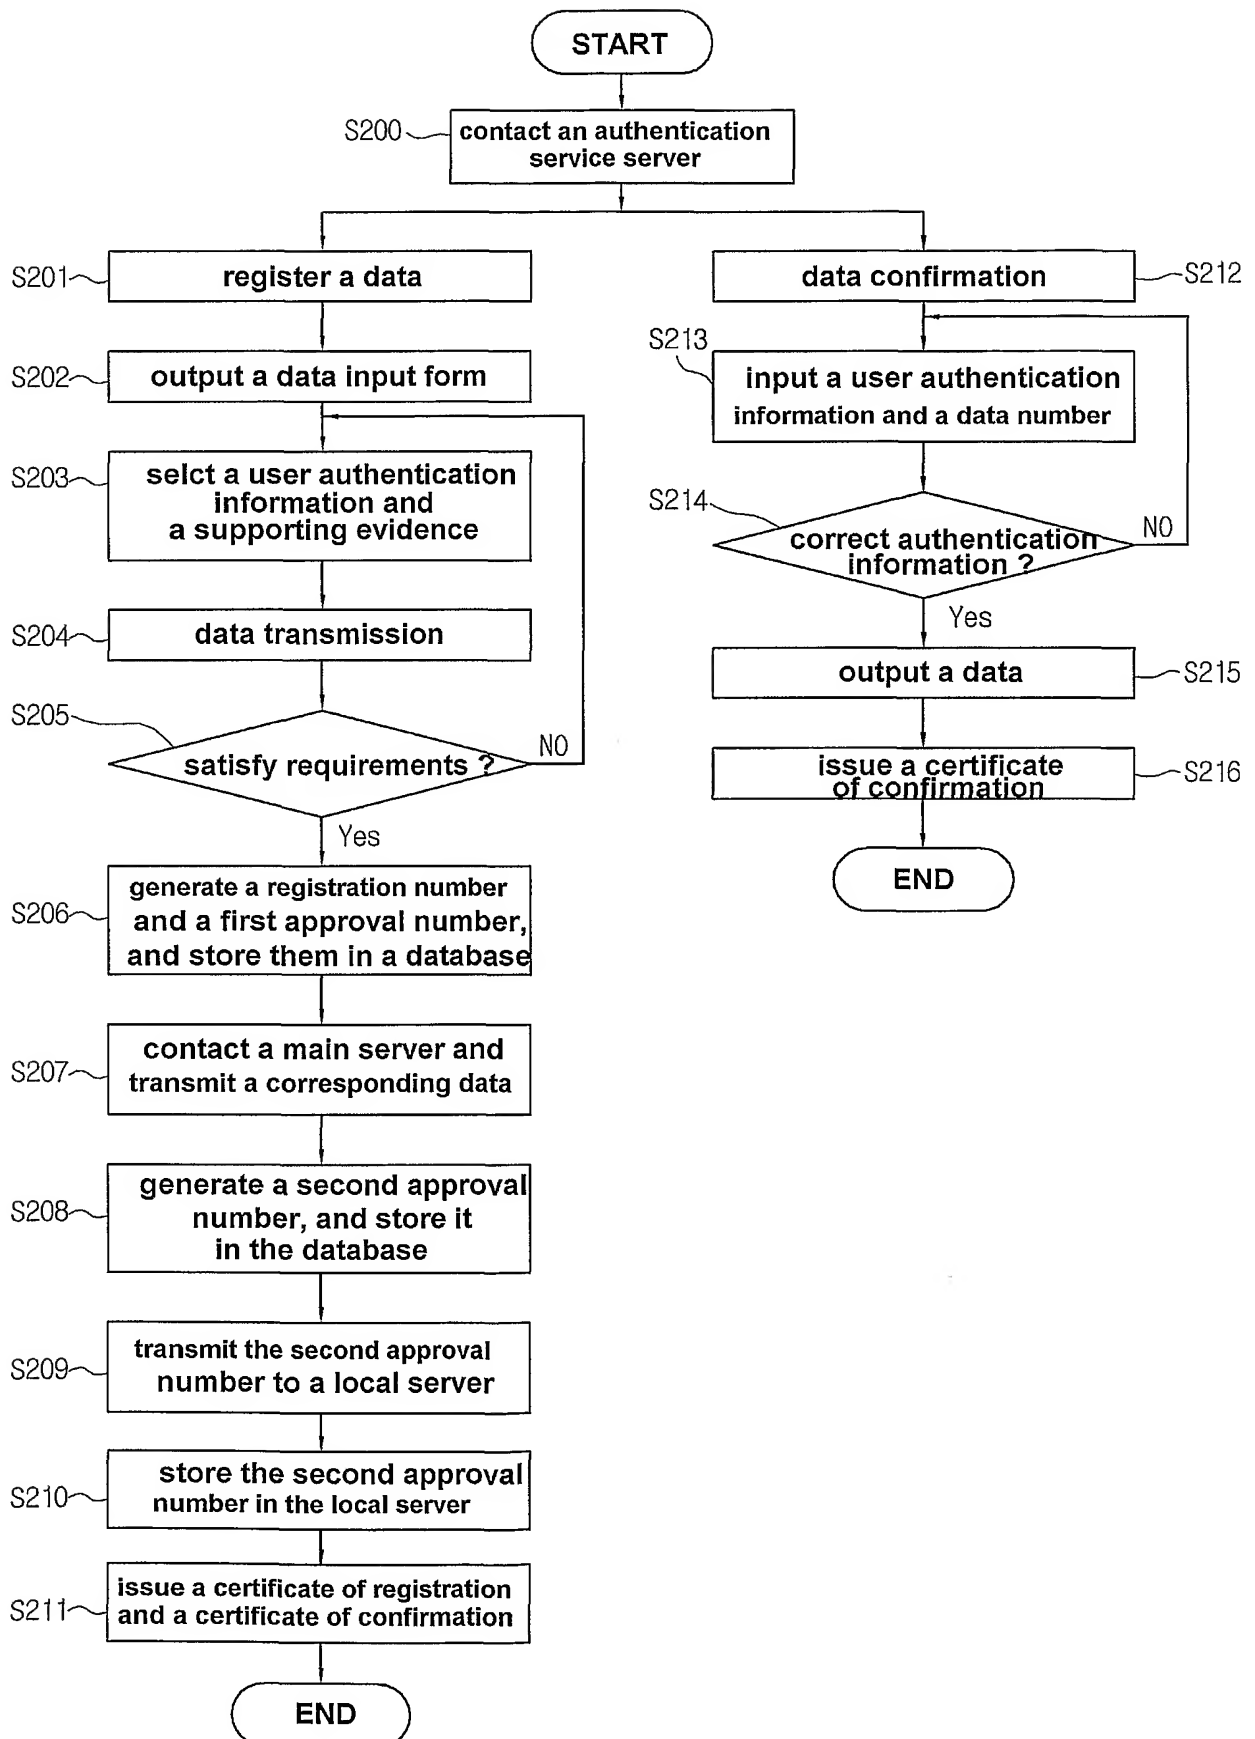 START
S200
contact an authentication
service server
S201
register a data
S202
output a data input form
S203
selct a user authentication
information and
a supporting evidence
S204
data transmission
S205
satisfy requirements ?
NO
Yes
S206
generate a registration number
and a first approval number,
and store them in a database
S207
contact a main server and
transmit a corresponding data
S208
generate a second approval
number, and store it
in the database
S209
transmit the second approval
number to a local server
S210
store the second approval
number in the local server
S211
issue a certificate of registration
and a certificate of confirmation
END
data confirmation
S212
S213
input a user authentication
information and a data number
S214
correct authentication
information ?
NO
Yes
output a data
S215
issue a certificate
of confirmation
S216
END